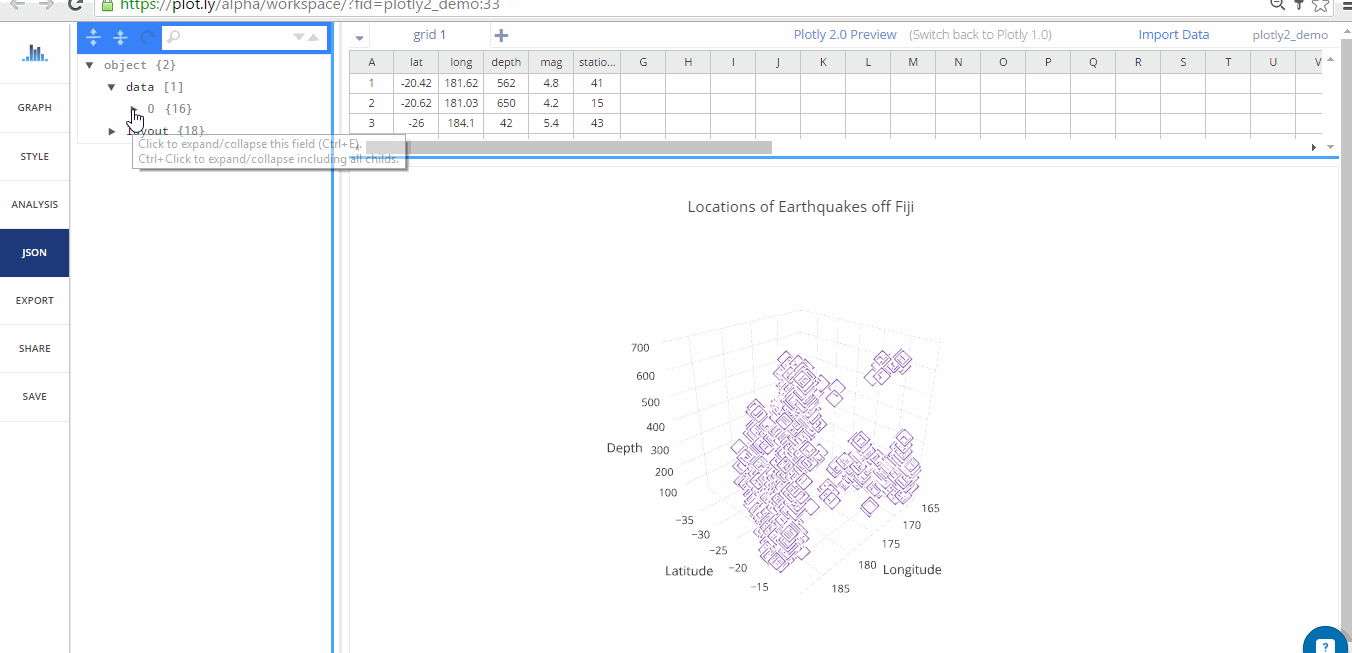 https://plot.ly/alpha/workspace/?fid=plotly2_demo:33
GRAPH
STYLE
ANALYSIS
JSON
EXPORT
SHARE
SAVE
object {2}
data [1]
0 {16}
layout {18}
Click to expand/collapse this field (Ctrl+E).
Ctrl+Click to expand/collapse including all childs.
grid 1
Plotly 2.0 Preview (Switch back to Plotly 1.0) Import Data plotly2_demo
A lat long depth mag statio... G H I J K L M N O P Q R S T U V
1 -20.42 181.62 562 4.8 41
2 -20.62 181.03 650 4.2 15
3 -26 184.1 42 5.4 43
Locations of Earthquakes off Fiji
700
600
500
400
Depth 300
200
100
−35
−30
−25
−20
−15
Latitude
165
170
175
180
185
Longitude
?